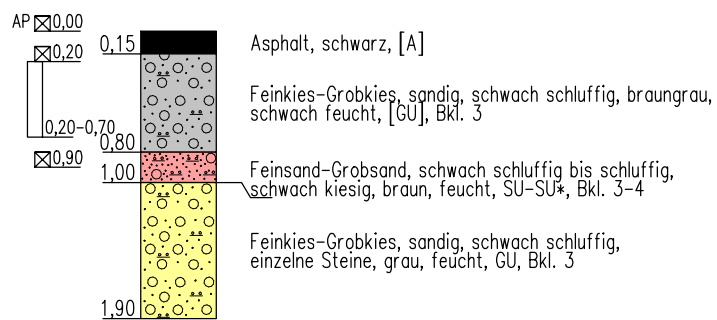 AP 0,00
0,20
0,20-0,70
0,90
0,15
0,80
1,00
1,90
Asphalt, schwarz, [A]
Feinkies-Grobkies, sandig, schwach schluffig, braungrau,
schwach feucht, [GU], Bkl. 3
Feinsand-Grobsand, schwach schluffig bis schluffig,
schwach kiesig, braun, feucht, SU-SU*, Bkl. 3-4
Feinkies-Grobkies, sandig, schwach schluffig,
einzelne Steine, grau, feucht, GU, Bkl. 3